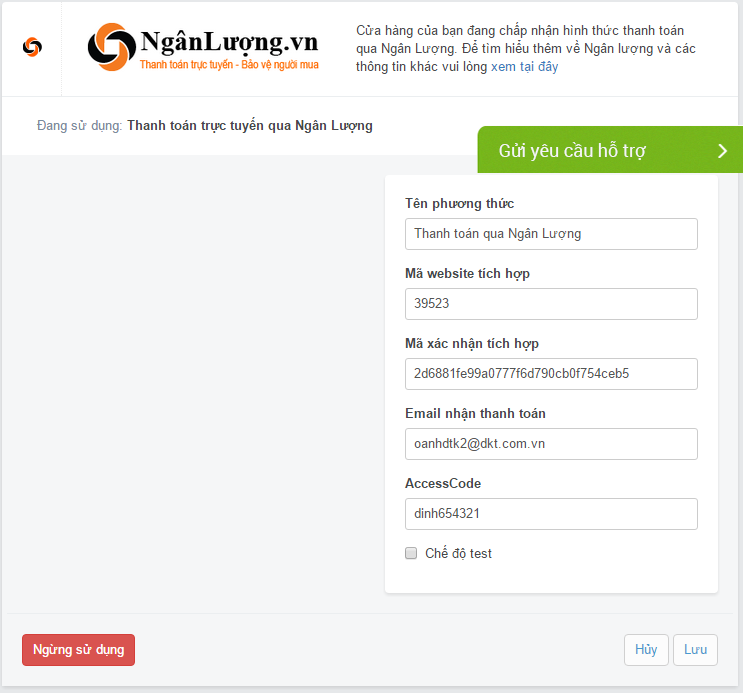 NgânLượng.vn
Thanh toán trực tuyến - Bảo vệ người mua
Cửa hàng của bạn đang chấp nhận hình thức thanh toán
qua Ngân Lượng. Để tìm hiểu thêm về Ngân lượng và các
thông tin khác vui lòng xem tại đây
Đang sử dụng: Thanh toán trực tuyến qua Ngân Lượng
Gửi yêu cầu hỗ trợ
Tên phương thức
Thanh toán qua Ngân Lượng
Mã website tích hợp
39523
Mã xác nhận tích hợp
2d6881fe99a0777f6d790cb0f754ceb5
Email nhận thanh toán
oanhdtk2@dkt.com.vn
AccessCode
dinh654321
Chế độ test
Ngừng sử dụng
Hủy
Lưu